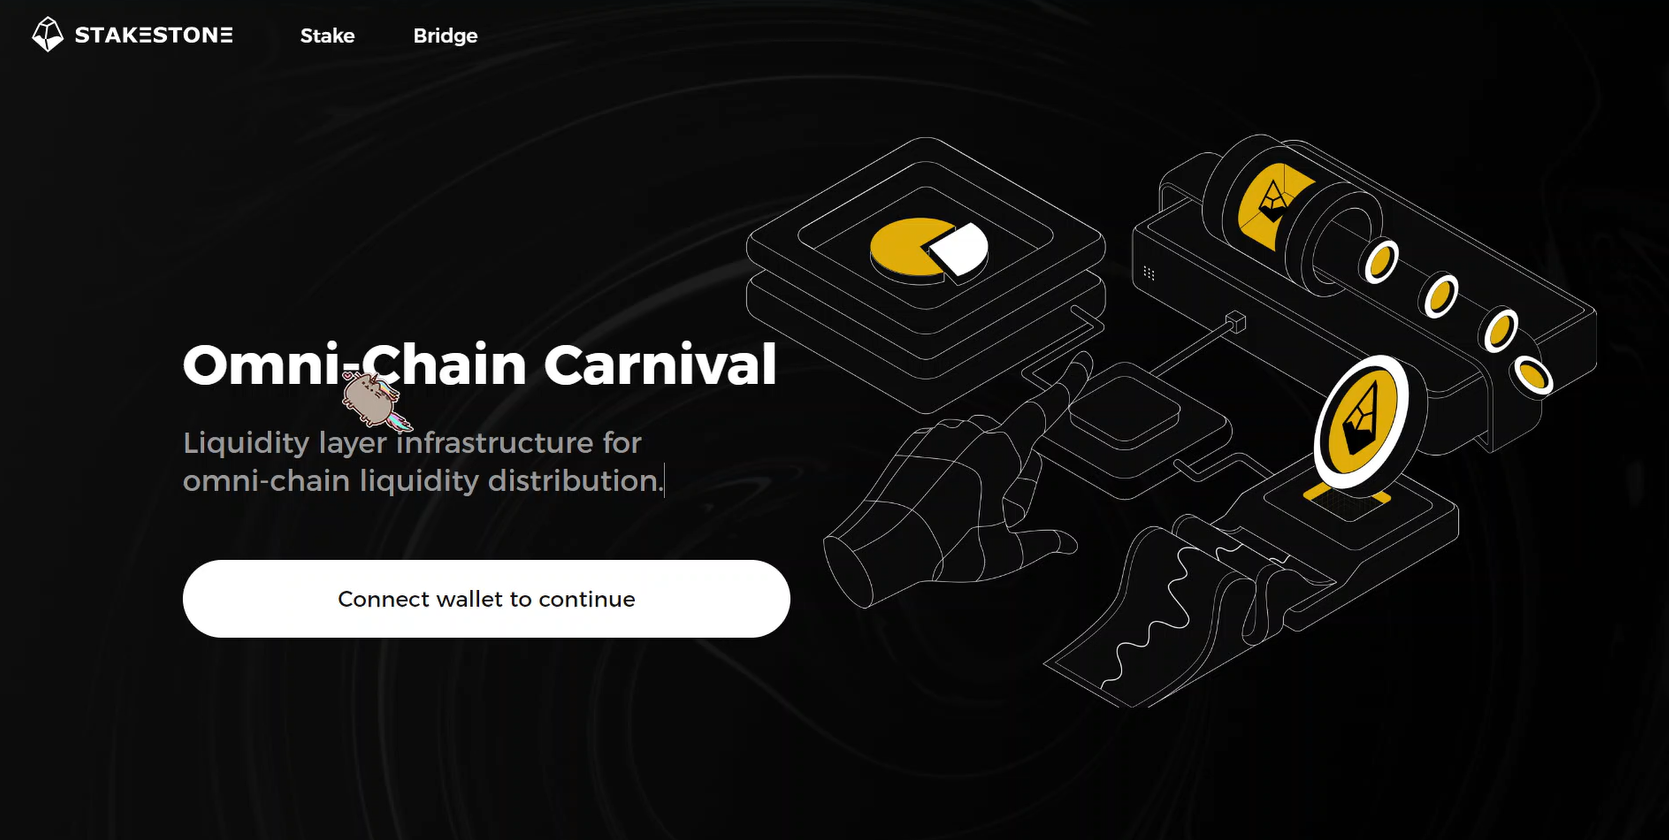 STAKESTONE
Stake
Bridge
Omni-Chain Carnival
Liquidity layer infrastructure for
omni-chain liquidity distribution.
Connect wallet to continue